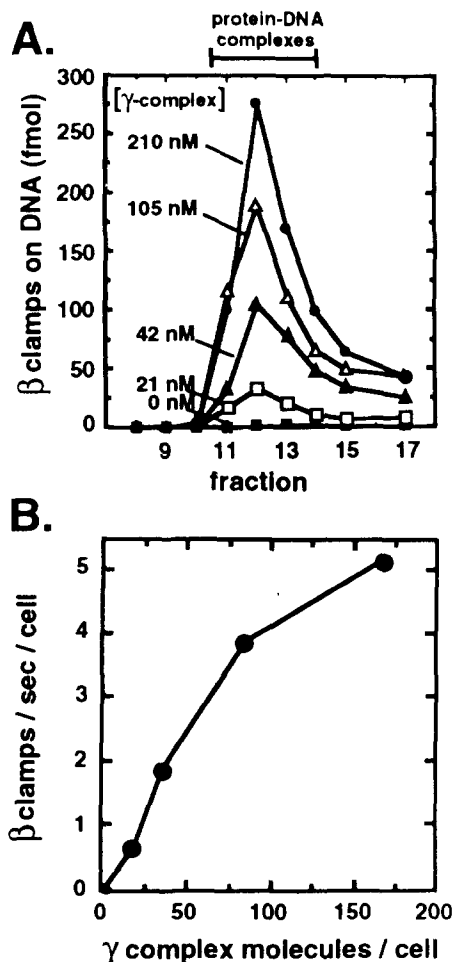 protein-DNA
complexes
A.
[γ-complex]
210 nM
105 nM
42 nM
21 nM
0 nM
β clamps on DNA (fmol)
300
250
200
150
100
50
0
9 11 13 15 17
fraction
B.
β clamps / sec / cell
5
4
3
2
1
0
0 50 100 150 200
γ complex molecules / cell